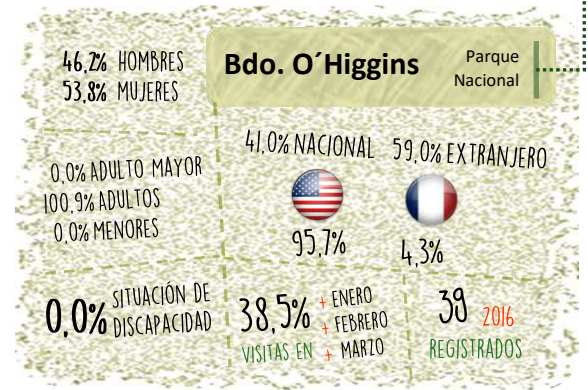 46,2% HOMBRES
53,8% MUJERES
Bdo. O´Higgins
Parque
Nacional
0,0% ADULTO MAYOR
100,9% ADULTOS
0,0% MENORES
41,0% NACIONAL
59,0% EXTRANJERO
95,7%
4,3%
0,0% SITUACIÓN DE
DISCAPACIDAD
38,5%
VISITAS EN
+ ENERO
+ FEBRERO
+ MARZO
39 2016
REGISTRADOS